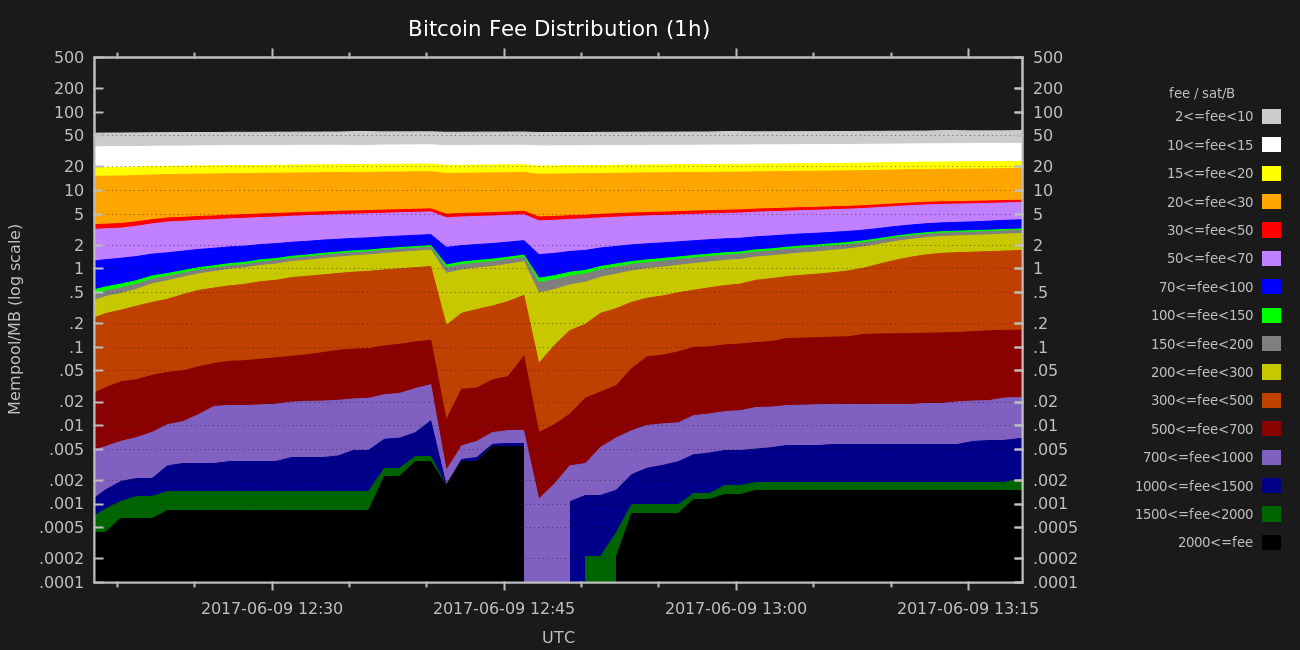 Bitcoin Fee Distribution (1h)
500
200
100
50
20
10
5
2
1
.5
.2
.1
.05
.02
.01
.005
.002
.001
.0005
.0002
.0001
Mempool/MB (log scale)
500
200
100
50
20
10
5
2
1
.5
.2
.1
.05
.02
.01
.005
.002
.001
.0005
.0002
.0001
fee / sat/B
2<=fee<10
10<=fee<15
15<=fee<20
20<=fee<30
30<=fee<50
50<=fee<70
70<=fee<100
100<=fee<150
150<=fee<200
200<=fee<300
300<=fee<500
500<=fee<700
700<=fee<1000
1000<=fee<1500
1500<=fee<2000
2000<=fee
2017-06-09 12:30 2017-06-09 12:45 2017-06-09 13:00 2017-06-09 13:15
UTC